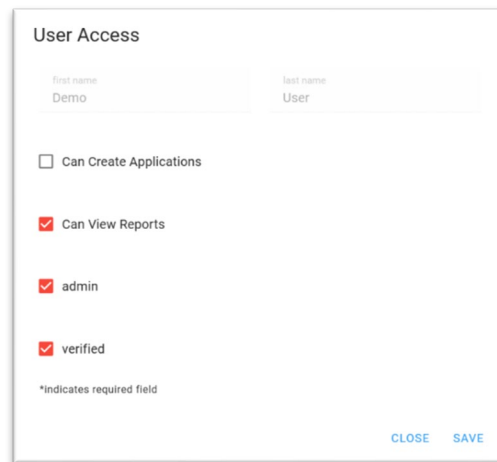 User Access
first name
last name
Demo
User
Can Create Applications
Can View Reports
admin
verified
*indicates required field
CLOSE SAVE